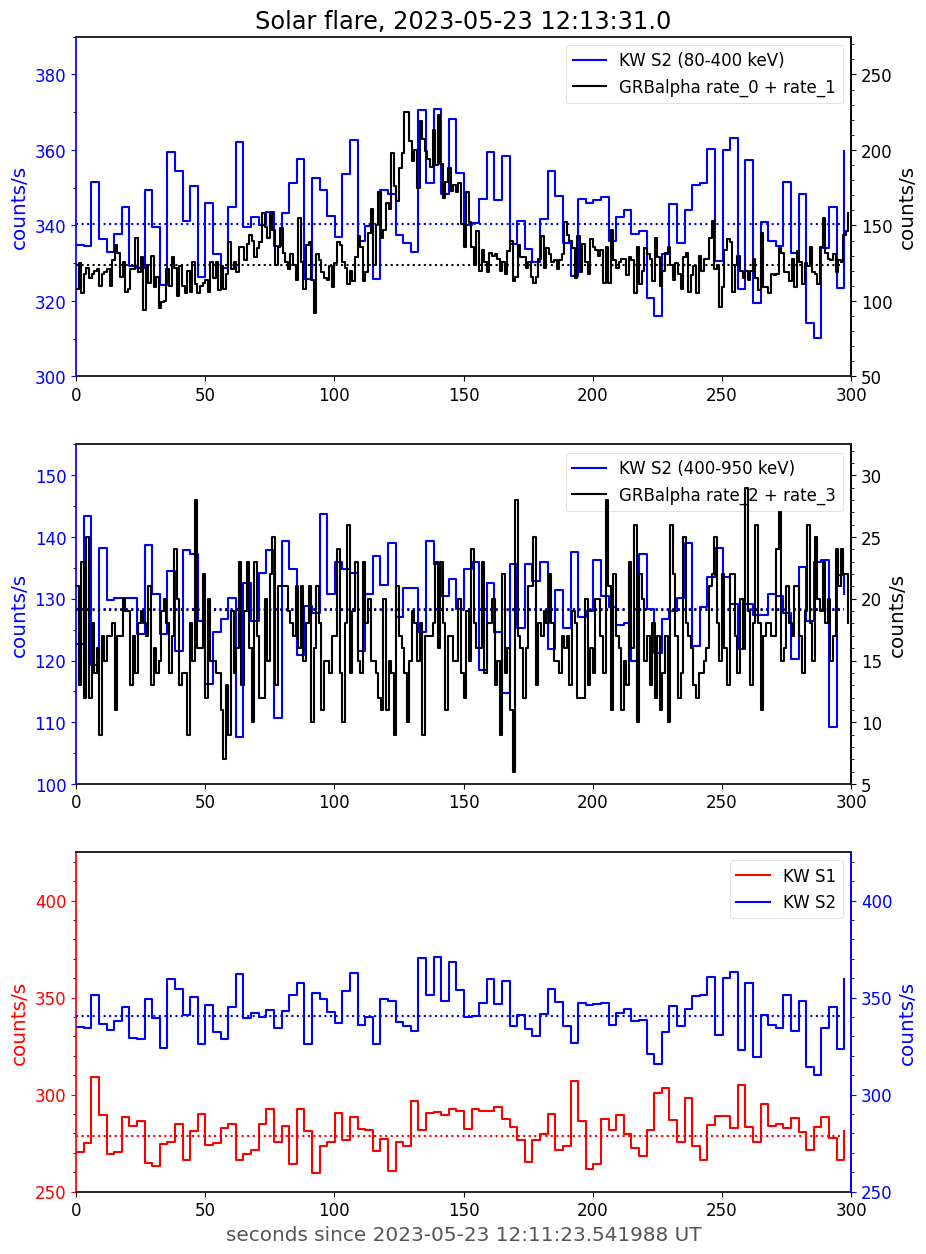 Solar flare, 2023-05-23 12:13:31.0
KW S2 (80-400 keV)
GRBalpha rate_0 + rate_1
380
360
340
320
300
counts/s
250
200
150
100
50
counts/s
0 50 100 150 200 250 300
KW S2 (400-950 keV)
GRBalpha rate_2 + rate_3
150
140
130
120
110
100
counts/s
30
25
20
15
10
5
counts/s
0 50 100 150 200 250 300
KW S1
KW S2
400
350
300
250
counts/s
400
350
300
250
counts/s
0 50 100 150 200 250 300
seconds since 2023-05-23 12:11:23.541988 UT